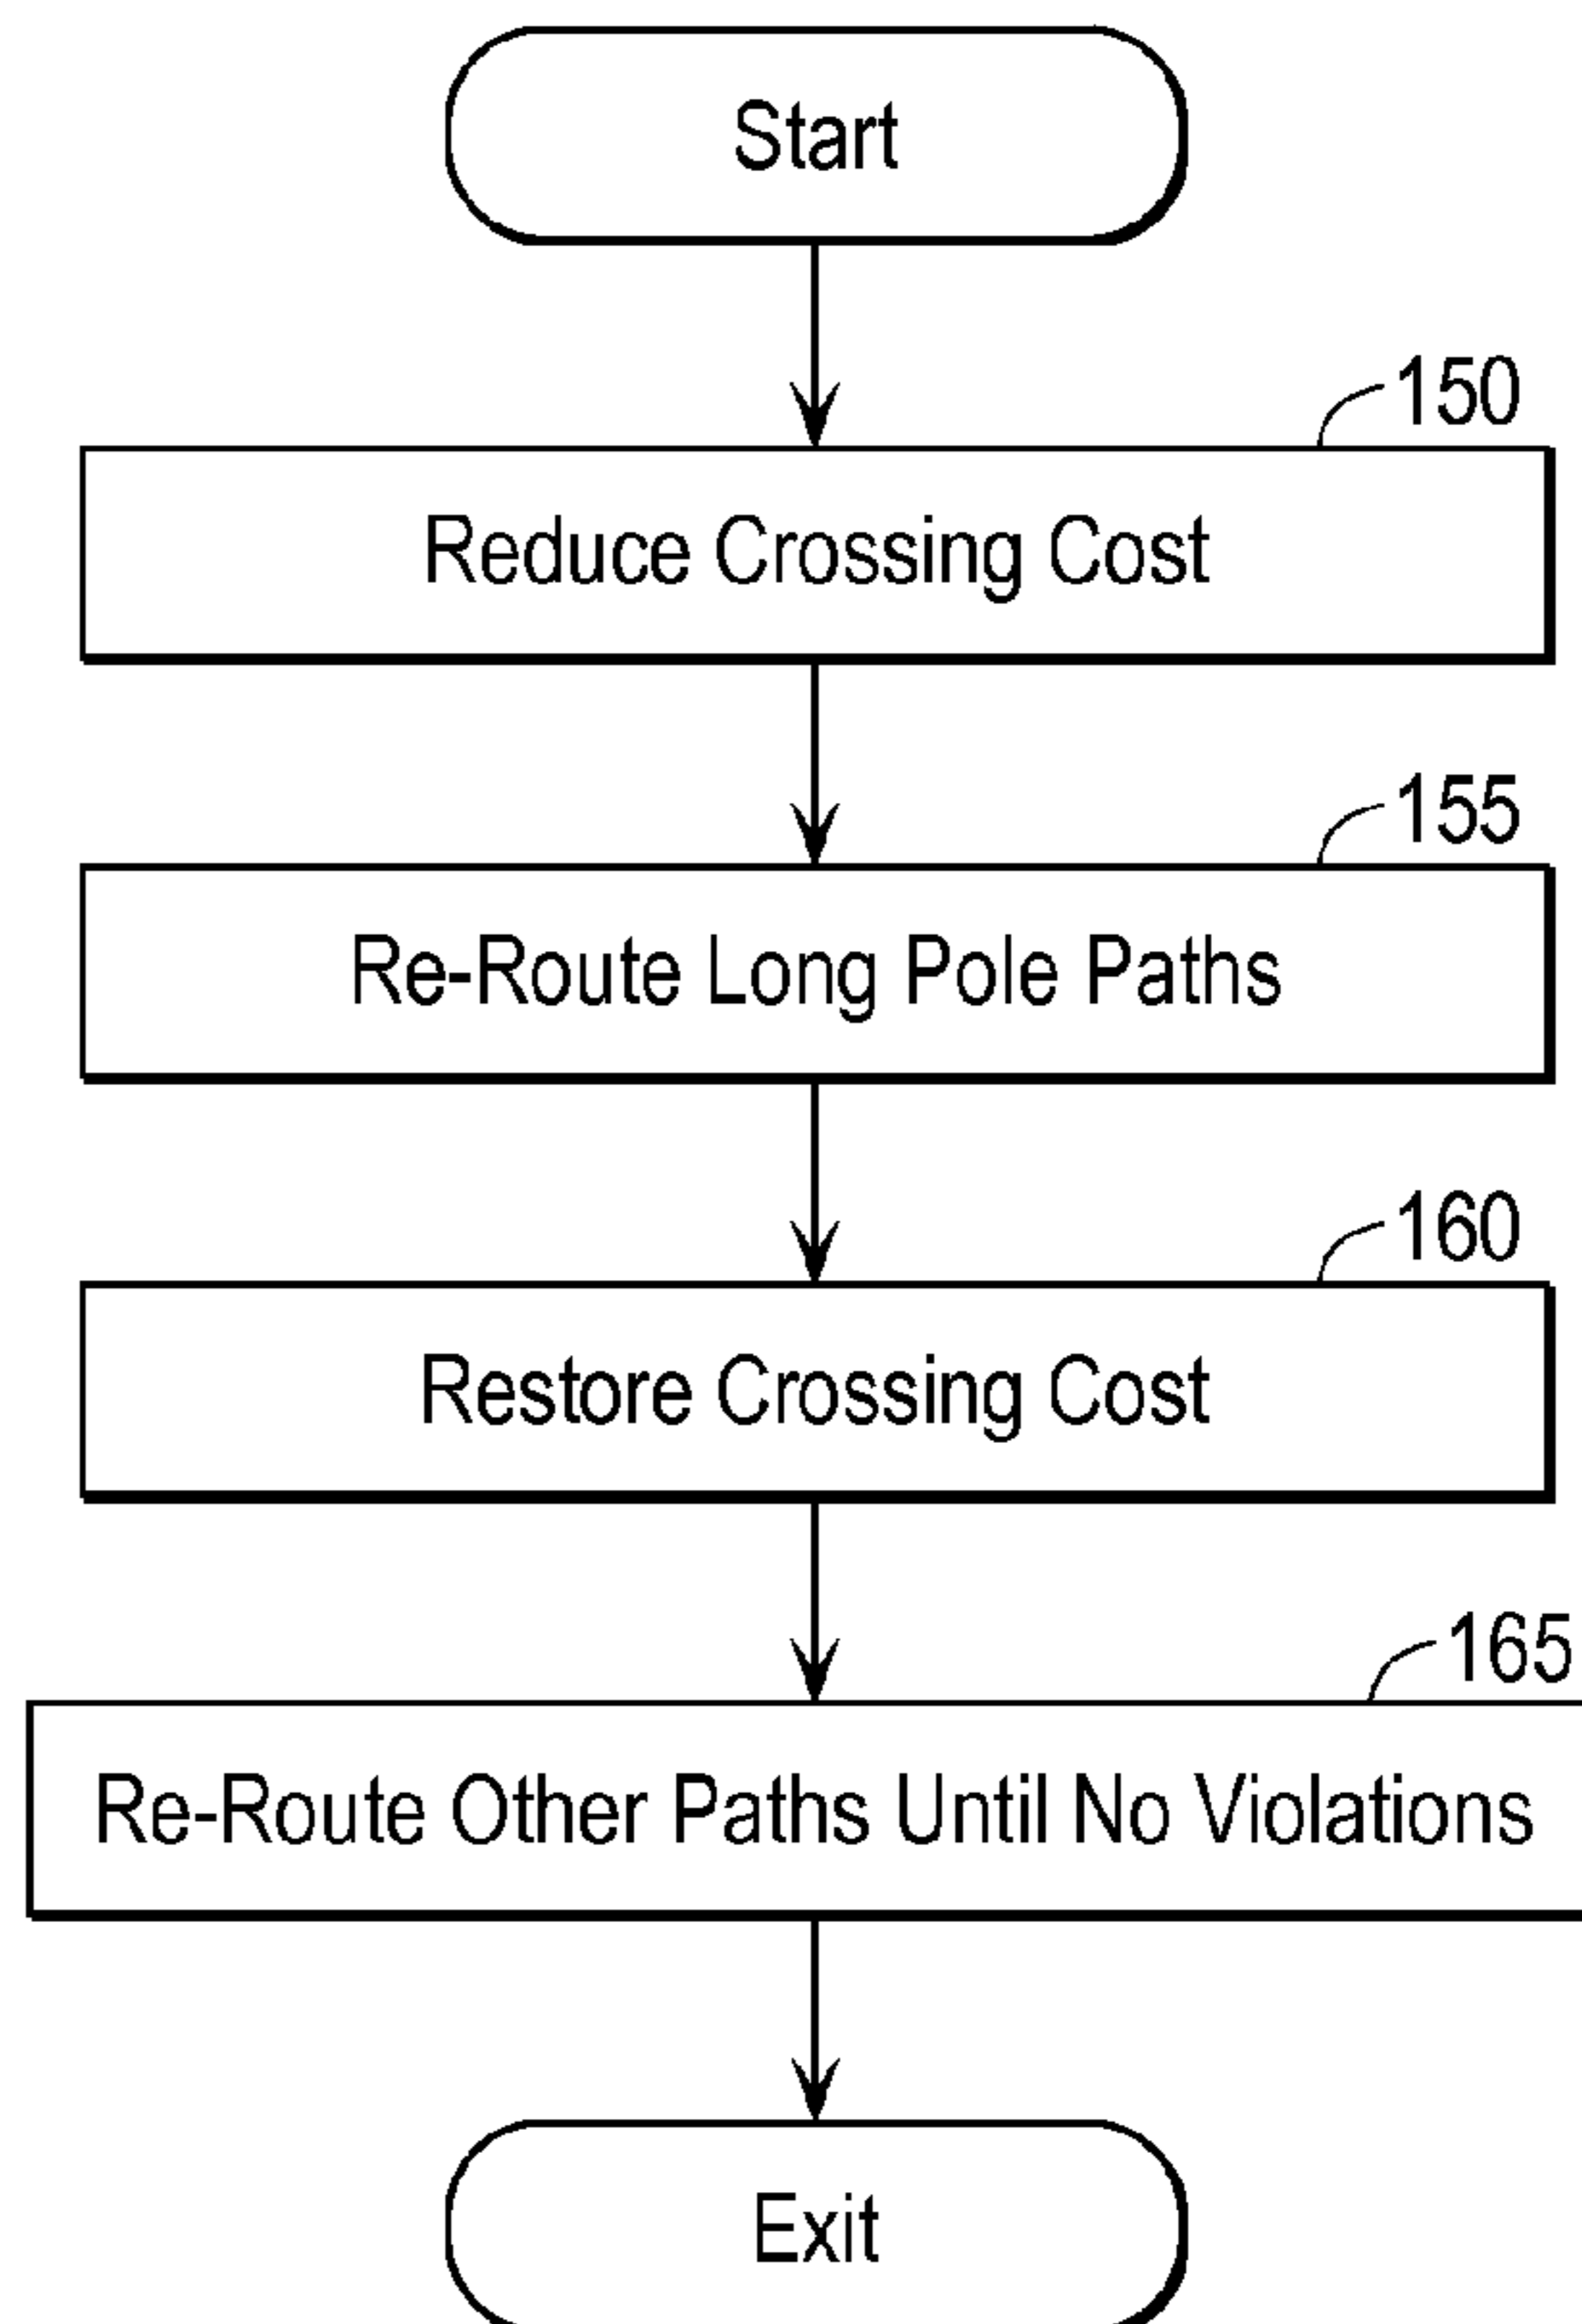 Start
150
Reduce Crossing Cost
155
Re-Route Long Pole Paths
160
Restore Crossing Cost
165
Re-Route Other Paths Until No Violations
Exit